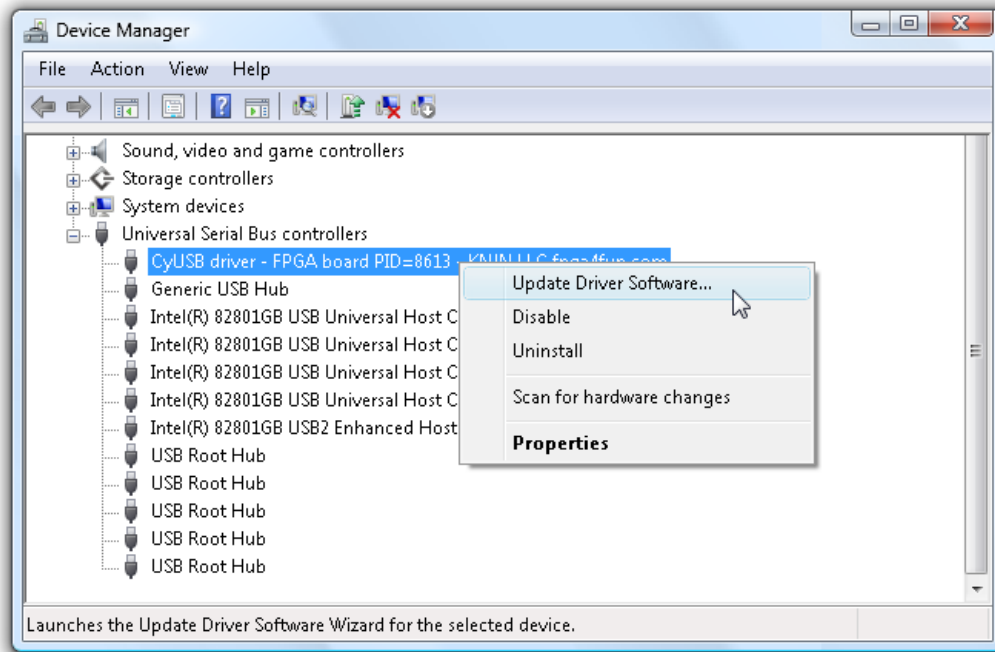 Device Manager
File Action View Help
Sound, video and game controllers
Storage controllers
System devices
Universal Serial Bus controllers
CyUSB driver - FPGA board PID=8613 -
Generic USB Hub
Intel(R) 82801GB USB Universal Host C
Intel(R) 82801GB USB Universal Host C
Intel(R) 82801GB USB Universal Host C
Intel(R) 82801GB USB Universal Host C
Intel(R) 82801GB USB2 Enhanced Host
USB Root Hub
USB Root Hub
USB Root Hub
USB Root Hub
USB Root Hub
Update Driver Software...
Disable
Uninstall
Scan for hardware changes
Properties
Launches the Update Driver Software Wizard for the selected device.